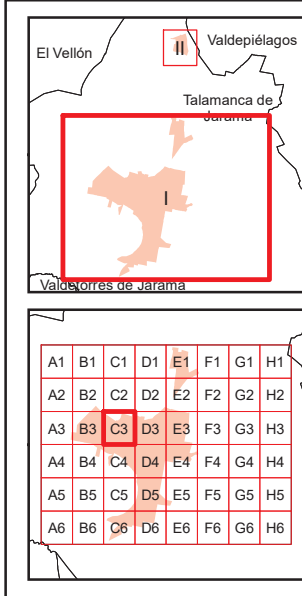 II
Valdepiélagos
El Vellón
Talamanca de
Jarama
I
Valdetorres de Jarama
A1 B1 C1 D1 E1 F1 G1 H1
A2 B2 C2 D2 E2 F2 G2 H2
A3 B3 C3 D3 E3 F3 G3 H3
A4 B4 C4 D4 E4 F4 G4 H4
A5 B5 C5 D5 E5 F5 G5 H5
A6 B6 C6 D6 E6 F6 G6 H6